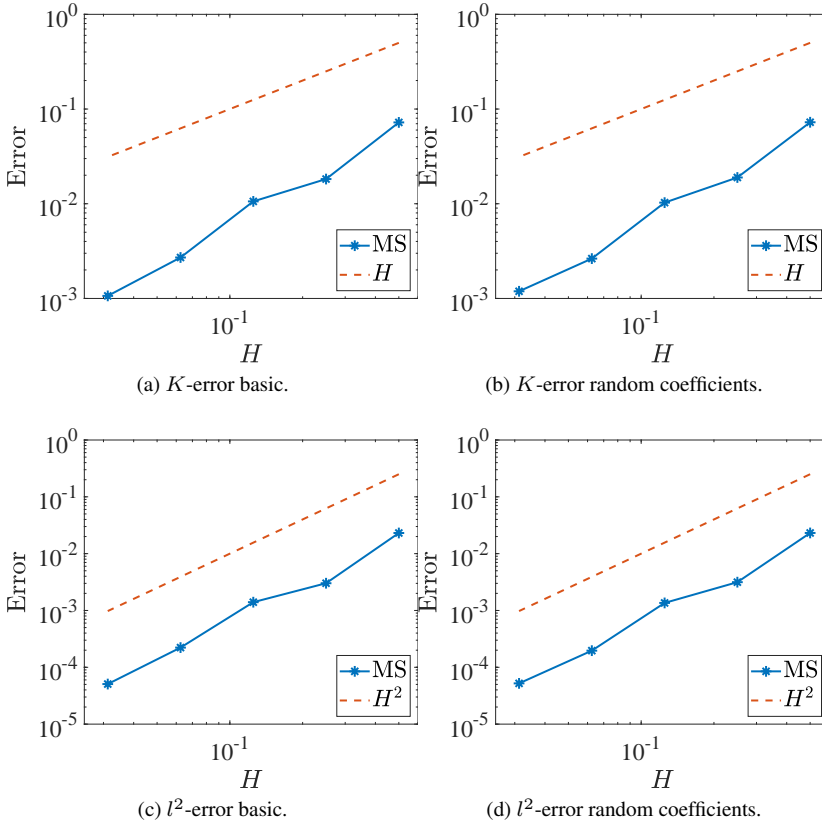 10^0 10^-1 10^-2 10^-3
Error
10^-1
H
MS
H
(a) K-error basic.
10^0 10^-1 10^-2 10^-3
Error
10^-1
H
MS
H
(b) K-error random coefficients.
10^0 10^-1 10^-2 10^-3 10^-4 10^-5
Error
10^-1
H
MS
H^2
(c) l^2-error basic.
10^0 10^-1 10^-2 10^-3 10^-4 10^-5
Error
10^-1
H
MS
H^2
(d) l^2-error random coefficients.